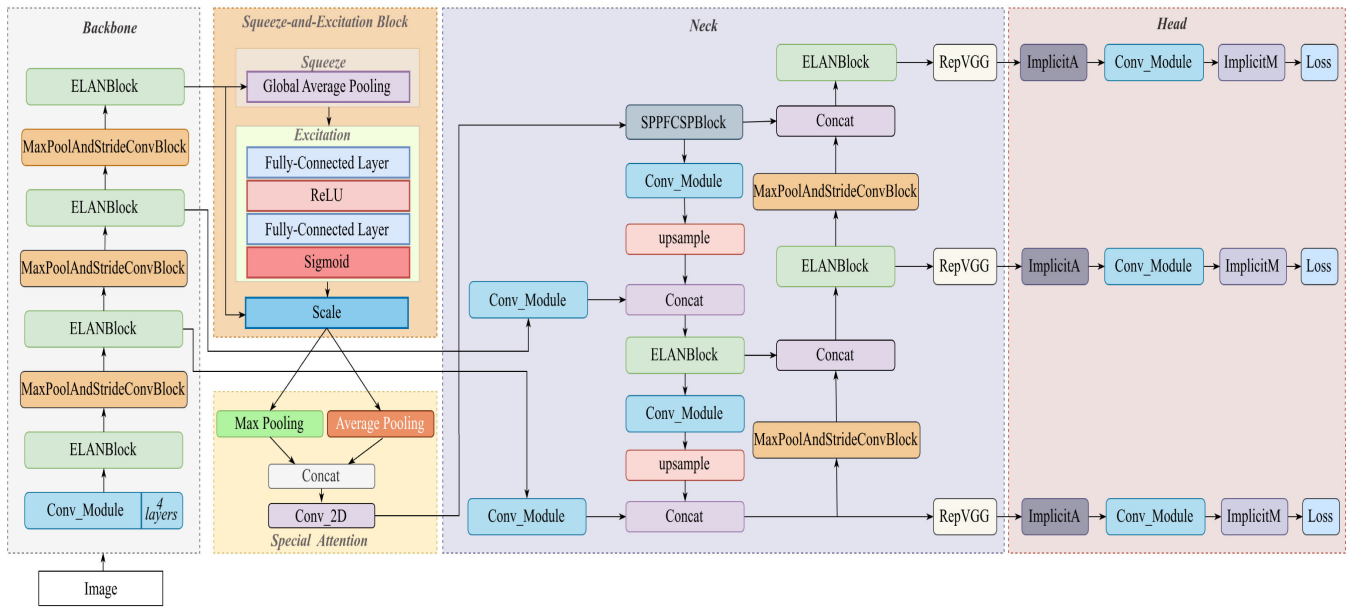 Backbone
ELANBlock
MaxPoolAndStrideConvBlock
ELANBlock
MaxPoolAndStrideConvBlock
ELANBlock
MaxPoolAndStrideConvBlock
ELANBlock
Conv_Module
4
layers
Image
Squeeze-and-Excitation Block
Squeeze
Global Average Pooling
Excitation
Fully-Connected Layer
ReLU
Fully-Connected Layer
Sigmoid
Scale
Max Pooling
Average Pooling
Concat
Conv_2D
Special Attention
Neck
SPPFCSPBlock
Conv_Module
upsample
Conv_Module
Concat
ELANBlock
Conv_Module
upsample
Conv_Module
Concat
ELANBlock
Concat
MaxPoolAndStrideConvBlock
ELANBlock
Concat
MaxPoolAndStrideConvBlock
RepVGG
RepVGG
RepVGG
Head
ImplicitA
Conv_Module
ImplicitM
Loss
ImplicitA
Conv_Module
ImplicitM
Loss
ImplicitA
Conv_Module
ImplicitM
Loss